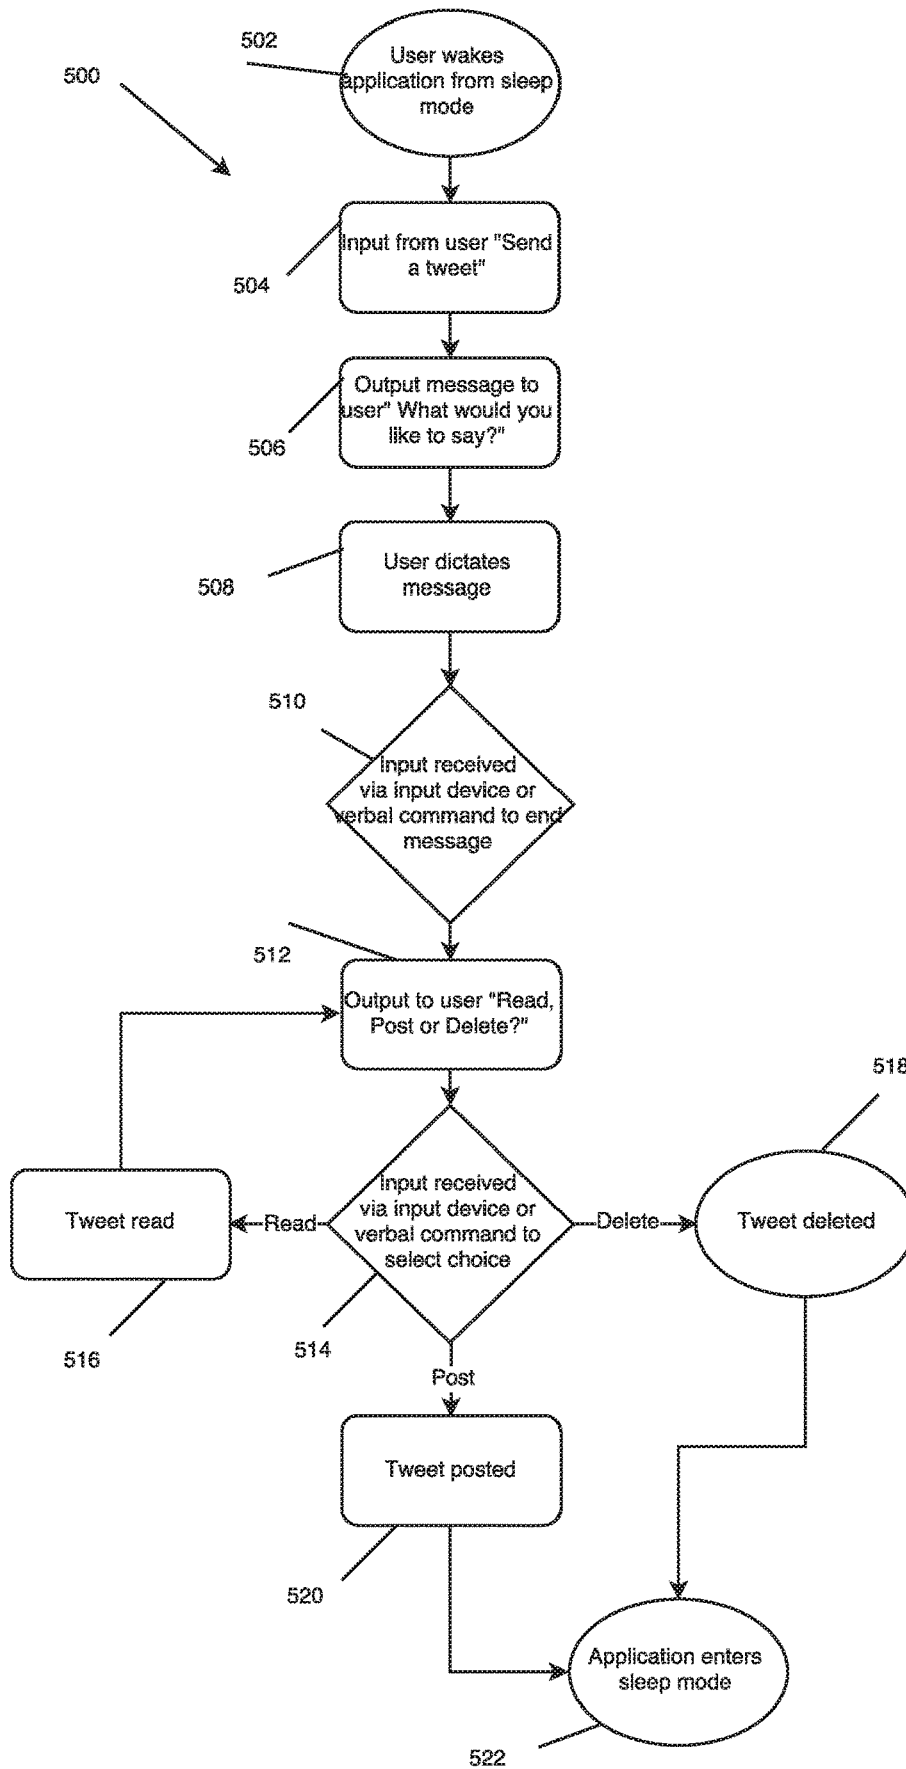 502
User wakes
application from sleep
mode
500
Input from user "Send
a tweet"
504
Output message to
user" What would you
like to say?"
506
User dictates
message
508
510
Input received
via input device or
verbal command to end
message
512
Output to user "Read,
Post or Delete?"
518
Tweet read
Read
Input received
via input device or
verbal command to
select choice
Delete
Tweet deleted
516
514
Post
Tweet posted
520
Application enters
sleep mode
522